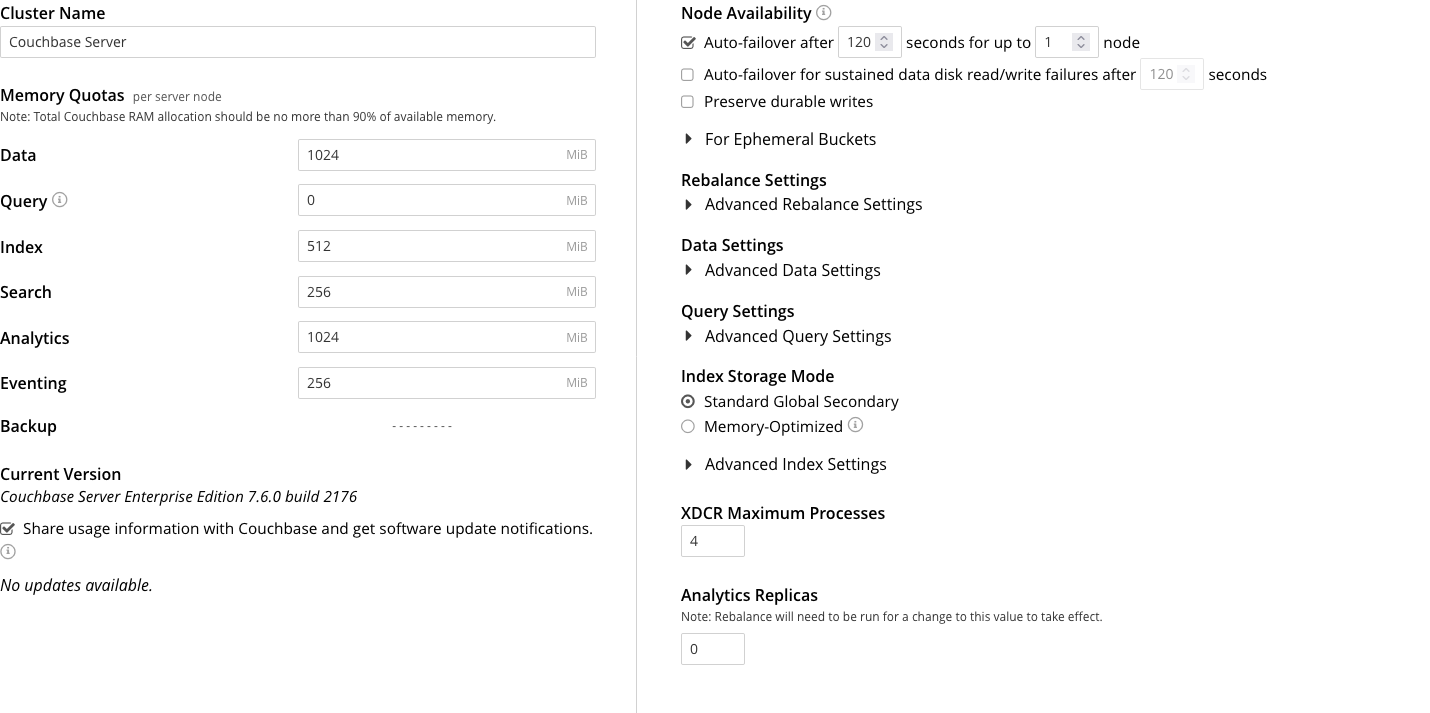 Cluster Name
Couchbase Server
Memory Quotas per server node
Note: Total Couchbase RAM allocation should be no more than 90% of available memory.
Data 1024 MiB
Query 0 MiB
Index 512 MiB
Search 256 MiB
Analytics 1024 MiB
Eventing 256 MiB
Backup ---------
Current Version
Couchbase Server Enterprise Edition 7.6.0 build 2176
Share usage information with Couchbase and get software update notifications.
No updates available.
Node Availability
Auto-failover after 120 seconds for up to 1 node
Auto-failover for sustained data disk read/write failures after 120 seconds
Preserve durable writes
For Ephemeral Buckets
Rebalance Settings
Advanced Rebalance Settings
Data Settings
Advanced Data Settings
Query Settings
Advanced Query Settings
Index Storage Mode
Standard Global Secondary
Memory-Optimized
Advanced Index Settings
XDCR Maximum Processes
4
Analytics Replicas
Note: Rebalance will need to be run for a change to this value to take effect.
0